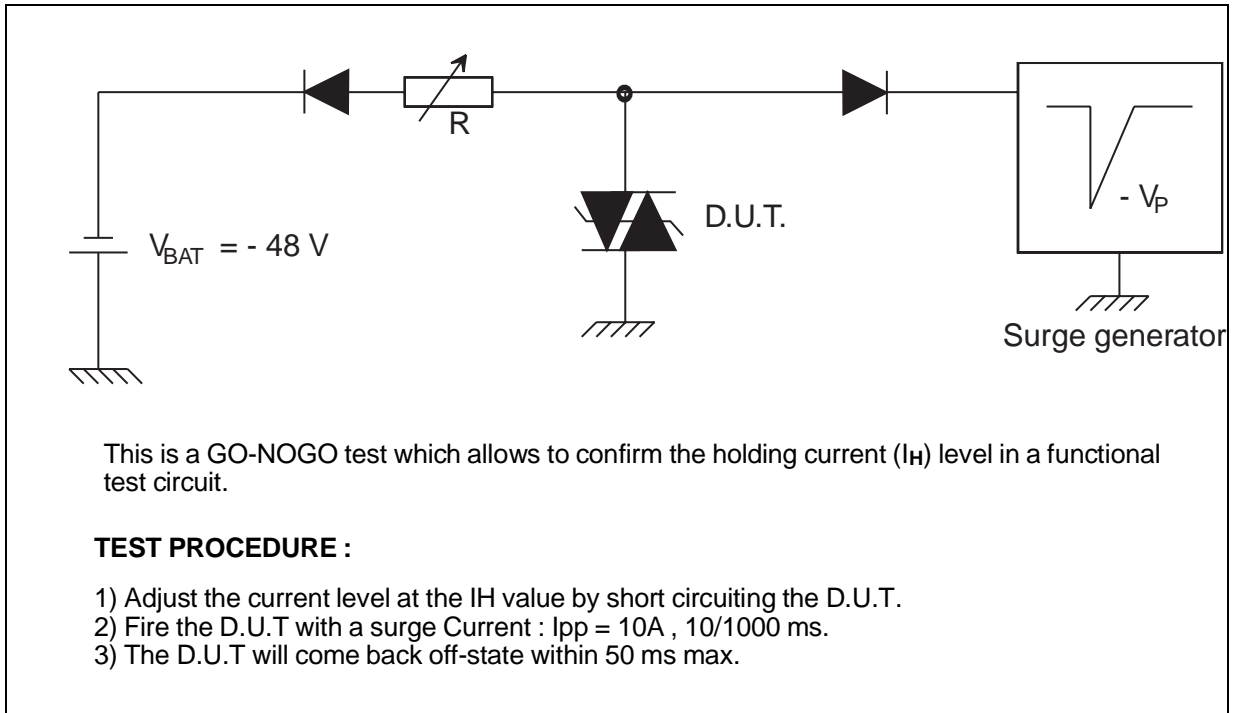 R
D.U.T.
- VP
VBAT = - 48 V
Surge generator
This is a GO-NOGO test which allows to confirm the holding current (IH) level in a functional
test circuit.
TEST PROCEDURE :
1) Adjust the current level at the IH value by short circuiting the D.U.T.
2) Fire the D.U.T with a surge Current : Ipp = 10A , 10/1000 ms.
3) The D.U.T will come back off-state within 50 ms max.